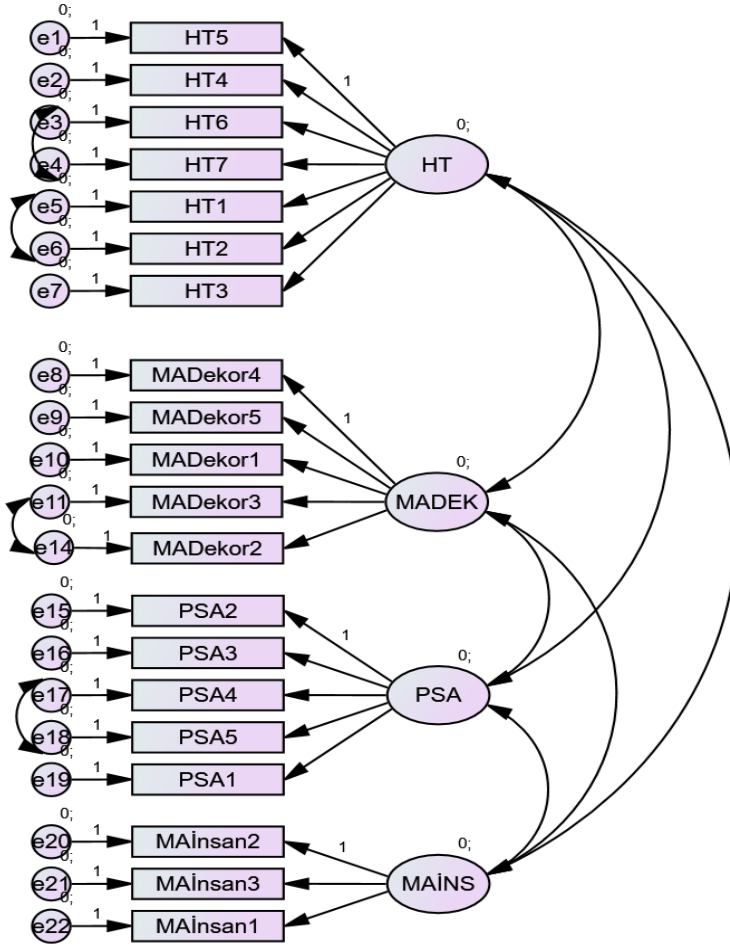 0;
e1 1 HT5
0;
e2 1 HT4
0;
e3 1 HT6
0;
e4 1 HT7
0;
e5 1 HT1
0;
e6 1 HT2
0;
e7 1 HT3
1
0;
HT
0;
e8 1 MADekor4
0;
e9 1 MADekor5
0;
e10 1 MADekor1
0;
e11 1 MADekor3
0;
e14 1 MADekor2
1
0;
MADEK
0;
e15 1 PSA2
0;
e16 1 PSA3
0;
e17 1 PSA4
0;
e18 1 PSA5
0;
e19 1 PSA1
1
0;
PSA
0;
e20 1 MAİnsan2
0;
e21 1 MAİnsan3
0;
e22 1 MAİnsan1
1
0;
MAİNS